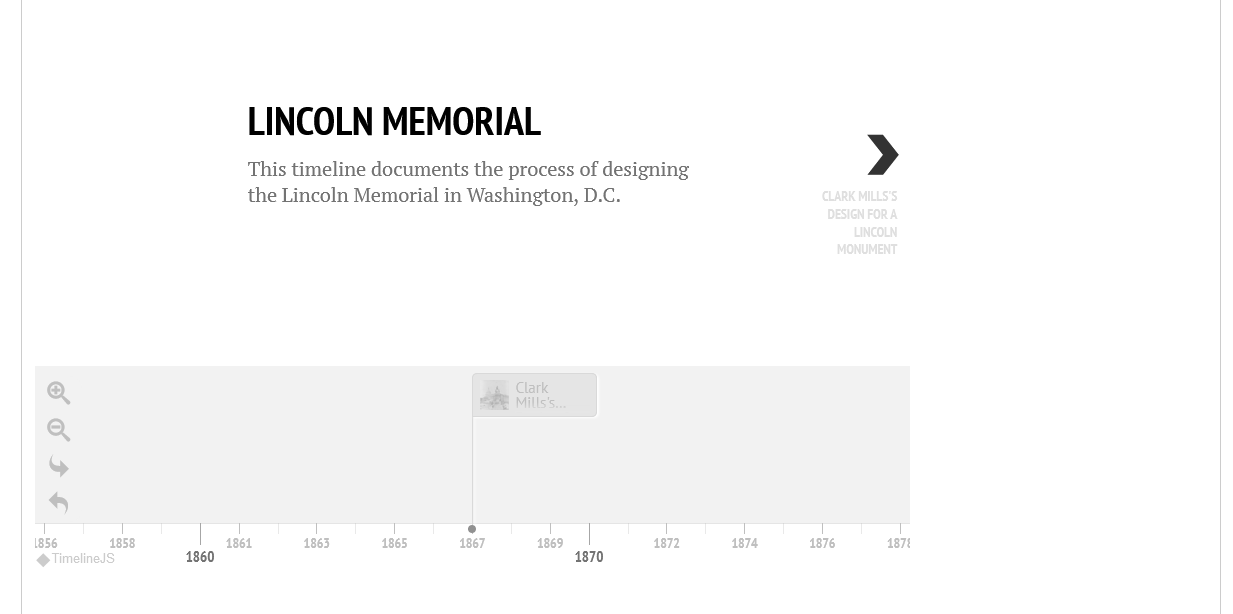 LINCOLN MEMORIAL
This timeline documents the process of designing
the Lincoln Memorial in Washington, D.C.
CLARK MILLS'S
DESIGN FOR A
LINCOLN
MONUMENT
Clark
Mills's...
1856 1858 1860 1861 1863 1865 1867 1869 1870 1872 1874 1876 1878
TimelineJS